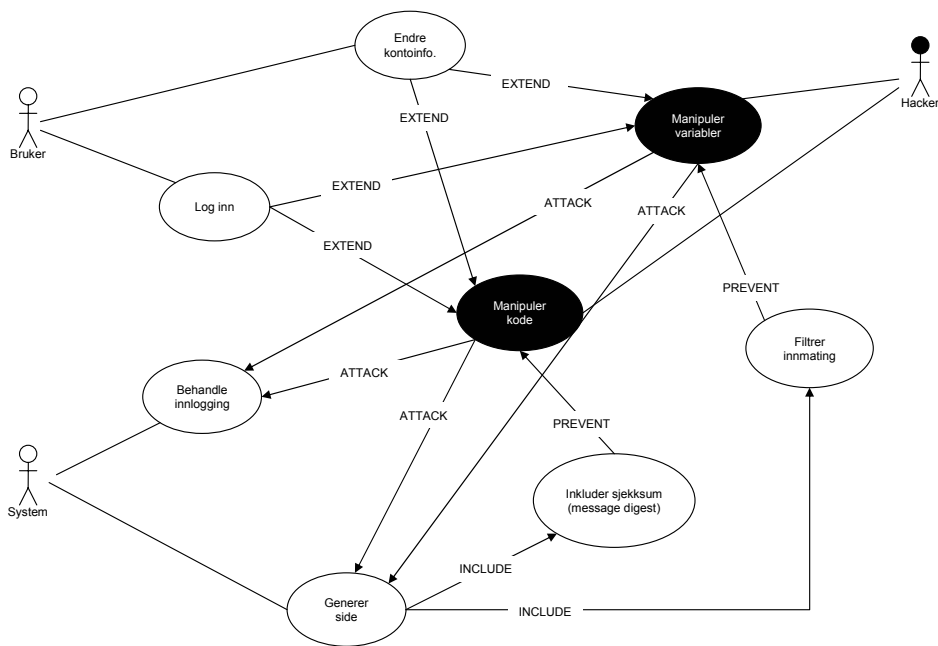 Endre
kontoinfo.
EXTEND
Hacker
EXTEND
Manipuler
variabler
Bruker
EXTEND
Log inn
ATTACK
ATTACK
EXTEND
PREVENT
Manipuler
kode
Filtrer
innmating
ATTACK
Behandle
innlogging
ATTACK
PREVENT
Inkluder sjekksum
(message digest)
System
INCLUDE
Generer
side
INCLUDE